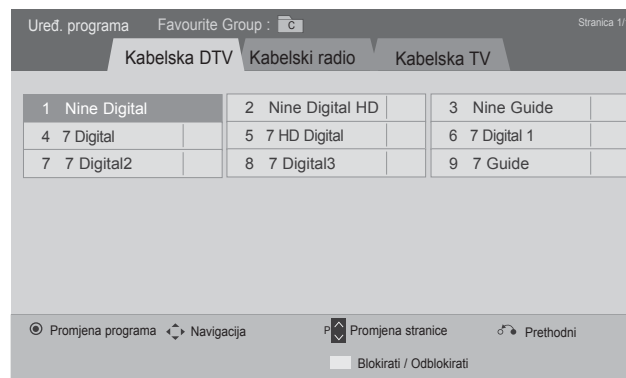 Uređ. programa Favourite Group : C Stranica 1/
Kabelska DTV Kabelski radio Kabelska TV
1 Nine Digital 2 Nine Digital HD 3 Nine Guide
4 7 Digital 5 7 HD Digital 6 7 Digital 1
7 7 Digital2 8 7 Digital3 9 7 Guide
Promjena programa Navigacija P Promjena stranice Prethodni
Blokirati / Odblokirati